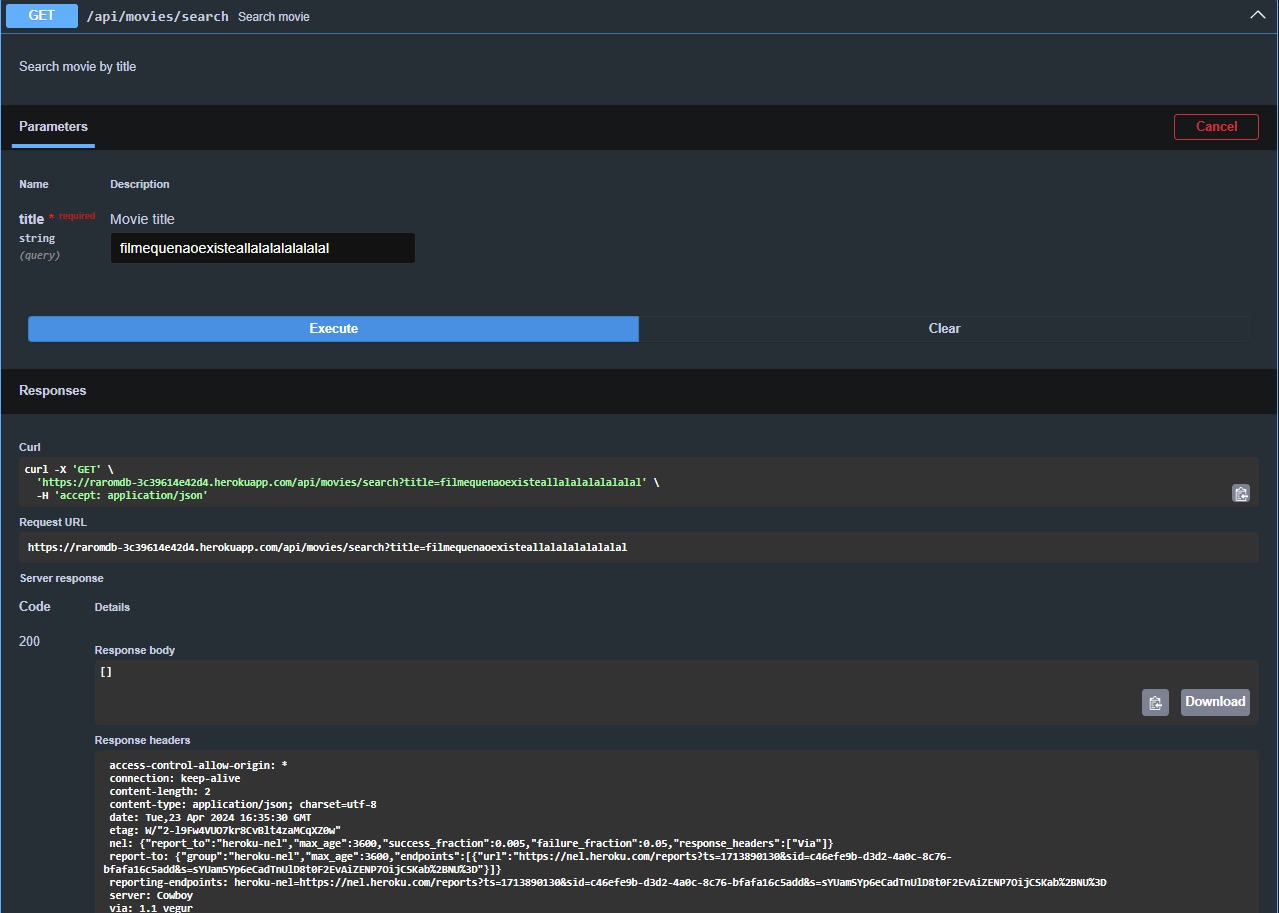 GET /api/movies/search Search movie
Search movie by title
Parameters Cancel
Name Description
title * required Movie title
string
(query)
filmequenaoexisteallalalalalalalal
Execute Clear
Responses
Curl
curl -X 'GET' \
'https://raromdb-3c39614e42d4.herokuapp.com/api/movies/search?title=filmequenaoexisteallalalalalalalal' \
-H 'accept: application/json'
Request URL
https://raromdb-3c39614e42d4.herokuapp.com/api/movies/search?title=filmequenaoexisteallalalalalalalal
Server response
Code Details
200
Response body
[]
Download
Response headers
access-control-allow-origin: *
connection: keep-alive
content-length: 2
content-type: application/json; charset=utf-8
date: Tue,23 Apr 2024 16:35:30 GMT
etag: W/"2-l9Fw4VUO7kr8CvBlt4zaMCqXZ0w"
nel: {"report_to":"heroku-nel","max_age":3600,"success_fraction":0.005,"failure_fraction":0.05,"response_headers":["Via"]}
report-to: {"group":"heroku-nel","max_age":3600,"endpoints":[{"url":"https://nel.heroku.com/reports?ts=1713890130&sid=c46efe9b-d3d2-4a0c-8c76-
bfafa16c5add&s=sYUam5Yp6eCadTnUlD8t0F2EvAiZENP7OijC5Kab%2BNU%3D"}]}
reporting-endpoints: heroku-nel=https://nel.heroku.com/reports?ts=1713890130&sid=c46efe9b-d3d2-4a0c-8c76-bfafa16c5add&s=sYUam5Yp6eCadTnUlD8t0F2EvAiZENP7OijC5Kab%2BNU%3D
server: Cowboy
via: 1.1 vegur